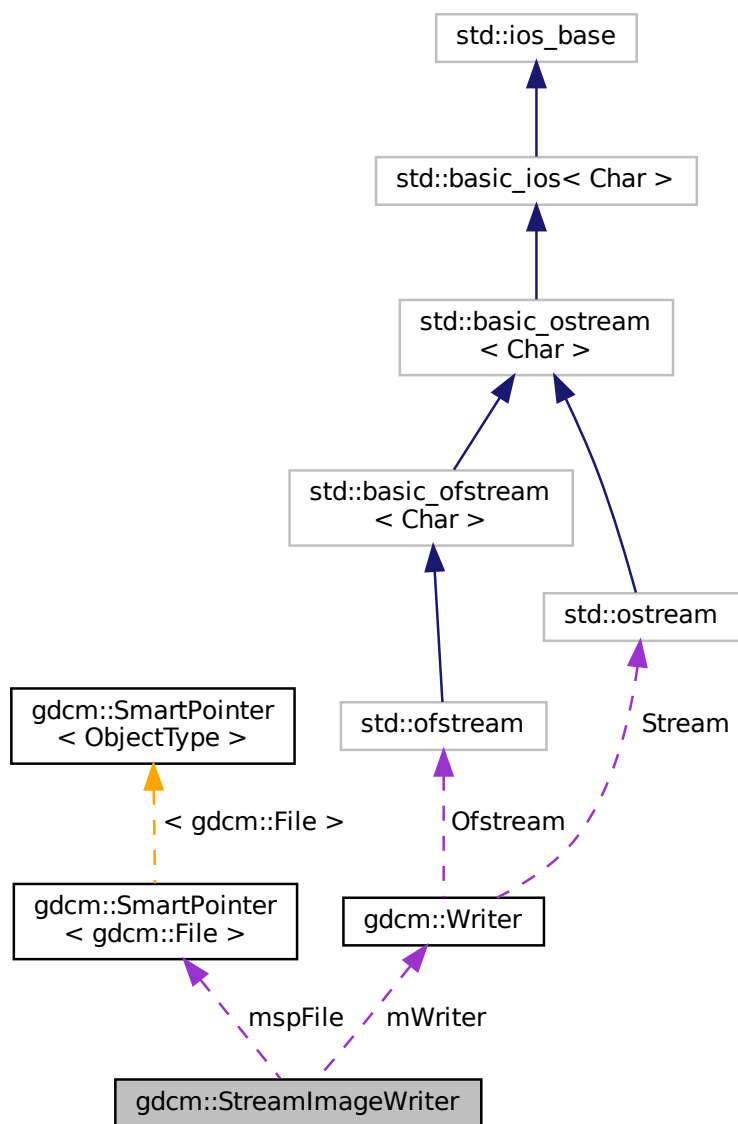 std::ios_base
std::basic_ios< Char >
std::basic_ostream
< Char >
std::basic_ofstream
< Char >
std::ostream
gdcm::SmartPointer
< ObjectType >
std::ofstream
Stream
< gdcm::File >
Ofstream
gdcm::SmartPointer
< gdcm::File >
gdcm::Writer
mspFile
mWriter
gdcm::StreamImageWriter